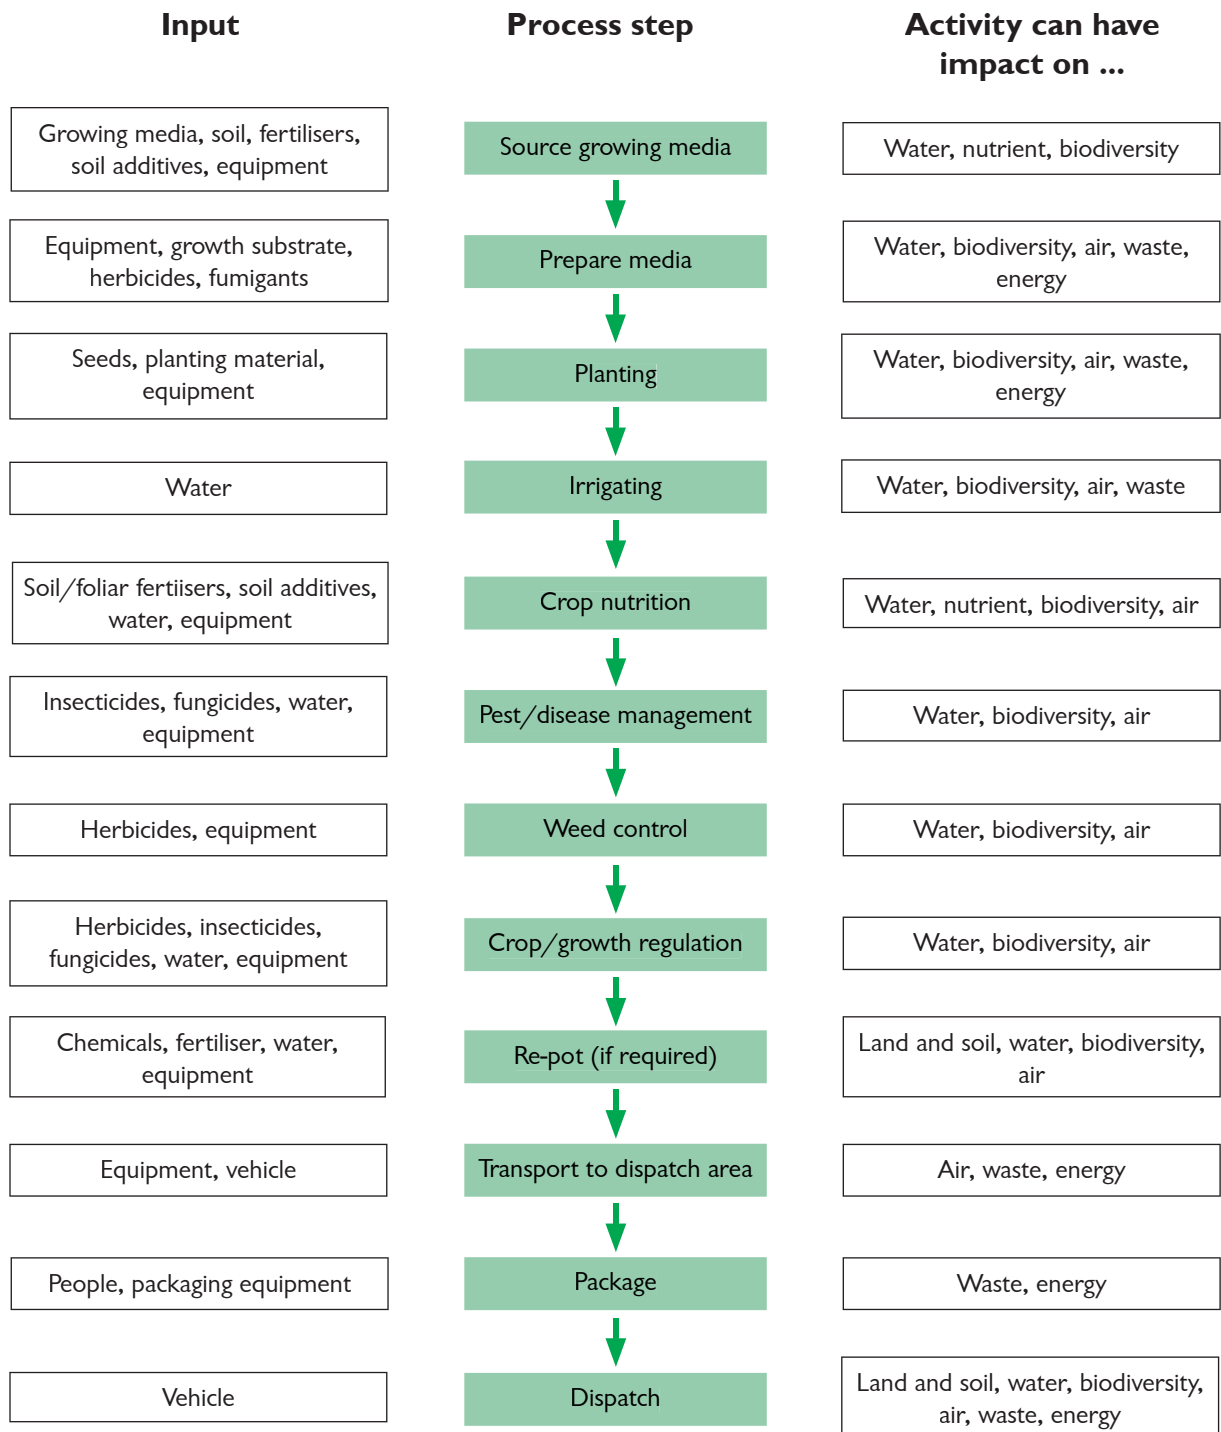 Input
Process step
Activity can have
impact on ...
Growing media, soil, fertilisers,
soil additives, equipment
Source growing media
Water, nutrient, biodiversity
Equipment, growth substrate,
herbicides, fumigants
Prepare media
Water, biodiversity, air, waste,
energy
Seeds, planting material,
equipment
Planting
Water, biodiversity, air, waste,
energy
Water
Irrigating
Water, biodiversity, air, waste
Soil/foliar fertiisers, soil additives,
water, equipment
Crop nutrition
Water, nutrient, biodiversity, air
Insecticides, fungicides, water,
equipment
Pest/disease management
Water, biodiversity, air
Herbicides, equipment
Weed control
Water, biodiversity, air
Herbicides, insecticides,
fungicides, water, equipment
Crop/growth regulation
Water, biodiversity, air
Chemicals, fertiliser, water,
equipment
Re-pot (if required)
Land and soil, water, biodiversity,
air
Equipment, vehicle
Transport to dispatch area
Air, waste, energy
People, packaging equipment
Package
Waste, energy
Vehicle
Dispatch
Land and soil, water, biodiversity,
air, waste, energy